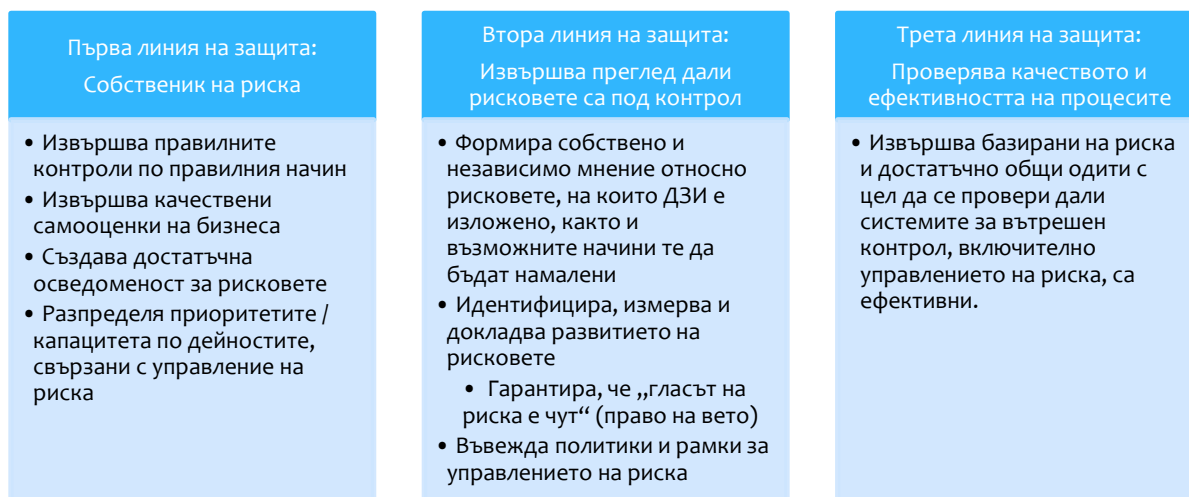 Първа линия на защита:
Собственик на риска
• Извършва правилните
контроли по правилния начин
• Извършва качествени
самооценки на бизнеса
• Създава достатъчна
осведоменост за рисковете
• Разпределя приоритетите /
капацитета по дейностите,
свързани с управление на
риска
Втора линия на защита:
Извършва преглед дали
рисковете са под контрол
• Формира собствено и
независимо мнение относно
рисковете, на които ДЗИ е
изложено, както и
възможните начини те да
бъдат намалени
• Идентифицира, измерва и
докладва развитието на
рисковете
• Гарантира, че „гласът на
риска е чут“ (право на вето)
• Въвежда политики и рамки за
управлението на риска
Трета линия на защита:
Проверява качеството и
ефективността на процесите
• Извършва базирани на риска
и достатъчно общи одити с
цел да се провери дали
системите за вътрешен
контрол, включително
управлението на риска, са
ефективни.